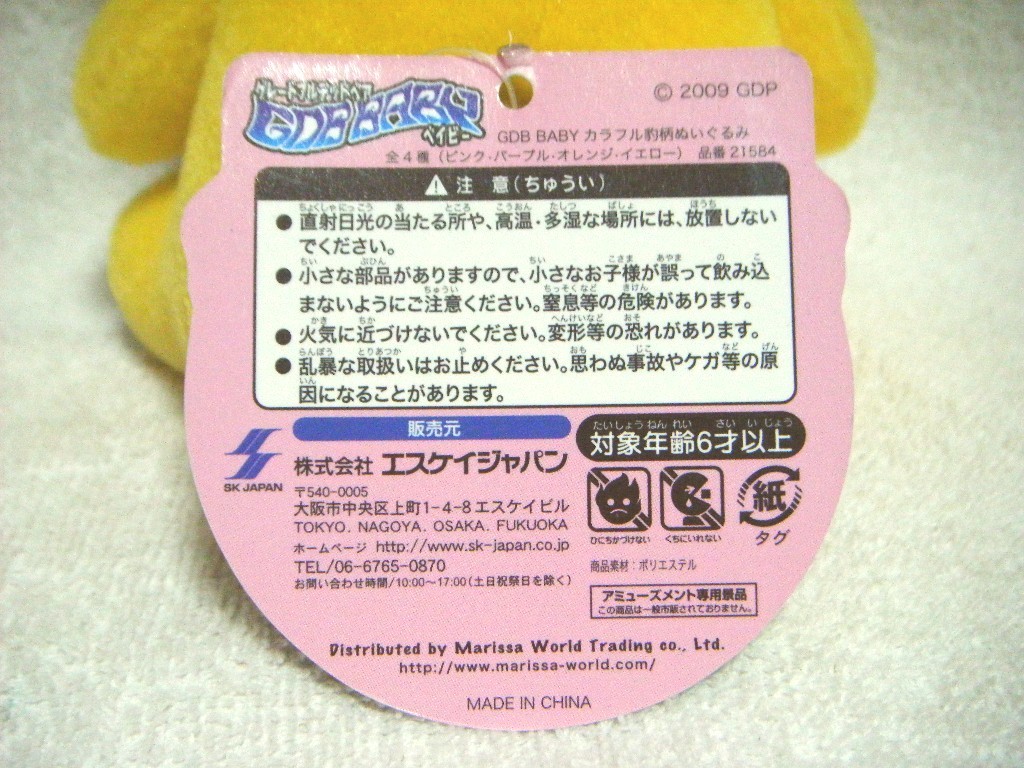 グレートフルデッドベア
GDB BABY
ベイビー
© 2009 GDP
GDB BABY カラフル豹柄ぬいぐるみ
全4種（ピンク・パープル・オレンジ・イエロー） 品番 21584
注 意（ちゅうい）
●直射日光の当たる所や、高温・多湿な場所には、放置しない
でください。
●小さな部品がありますので、小さなお子様が誤って飲み込
まないようにご注意ください。窒息等の危険があります。
●火気に近づけないでください。変形等の恐れがあります。
●乱暴な取扱いはお止めください。思わぬ事故やケガ等の原
因になることがあります。
販売元
SK JAPAN
株式会社 エスケイジャパン
〒540-0005
大阪市中央区上町1-4-8 エスケイビル
TOKYO. NAGOYA. OSAKA. FUKUOKA
ホームページ http://www.sk-japan.co.jp
TEL/06-6765-0870
お問い合わせ時間/10:00～17:00（土日祝祭日を除く）
たいしょうねんれい さいいじょう
対象年齢6才以上
ひにちかづけない
くちにいれない
紙
タグ
商品素材：ポリエステル
アミューズメント専用景品
この商品は一般市販されておりません。
Distributed by Marissa World Trading co., Ltd.
http://www.marissa-world.com/
MADE IN CHINA